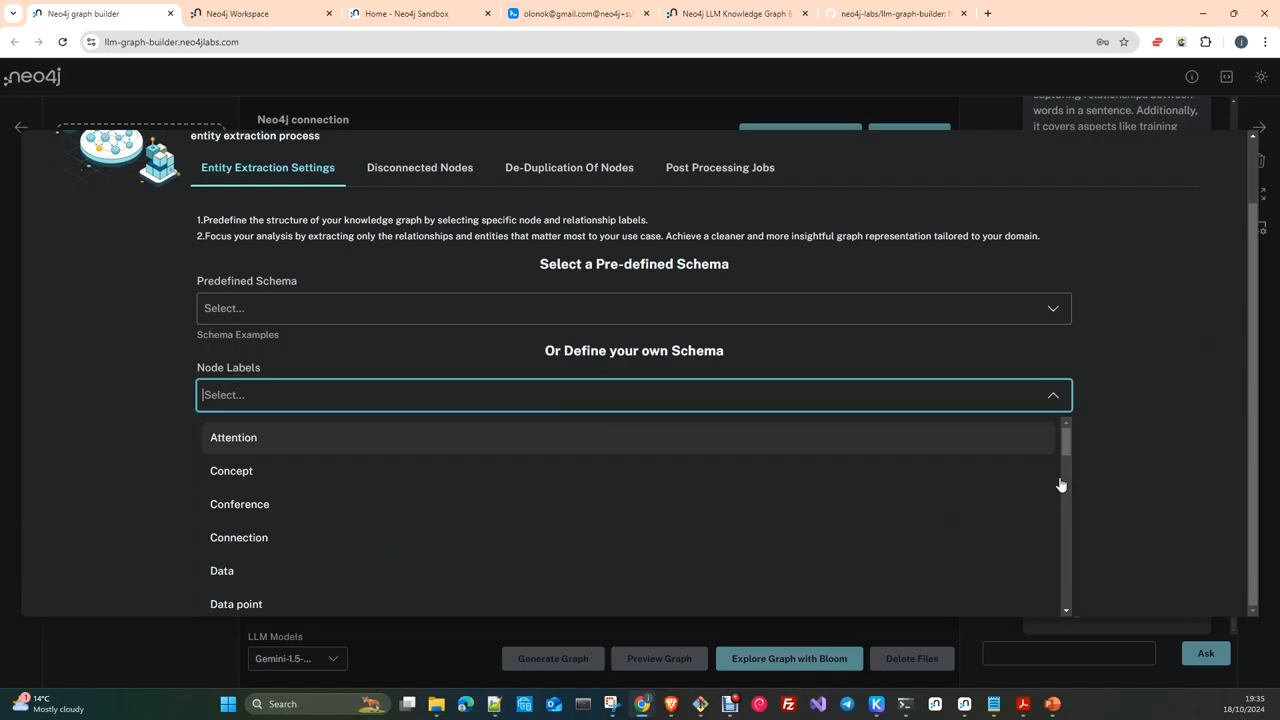 Neo4j graph builder
Neo4j Workspace
Home - Neo4j Sandbox
olonok@gmail.com@neo4j+s:/
Neo4j LLM Knowledge Graph B
neo4j-labs/llm-graph-builder: N
llm-graph-builder.neo4jlabs.com
neo4j
Neo4j connection
capturing relationships between
words in a sentence. Additionally,
it covers aspects like training
entity extraction process
Entity Extraction Settings
Disconnected Nodes
De-Duplication Of Nodes
Post Processing Jobs
1.Predefine the structure of your knowledge graph by selecting specific node and relationship labels.
2.Focus your analysis by extracting only the relationships and entities that matter most to your use case. Achieve a cleaner and more insightful graph representation tailored to your domain.
Select a Pre-defined Schema
Predefined Schema
Select...
Schema Examples
Or Define your own Schema
Node Labels
Select...
Attention
Concept
Conference
Connection
Data
Data point
LLM Models
Gemini-1.5-...
Generate Graph
Preview Graph
Explore Graph with Bloom
Delete Files
Ask
14°C
Mostly cloudy
Search
19:35
18/10/2024